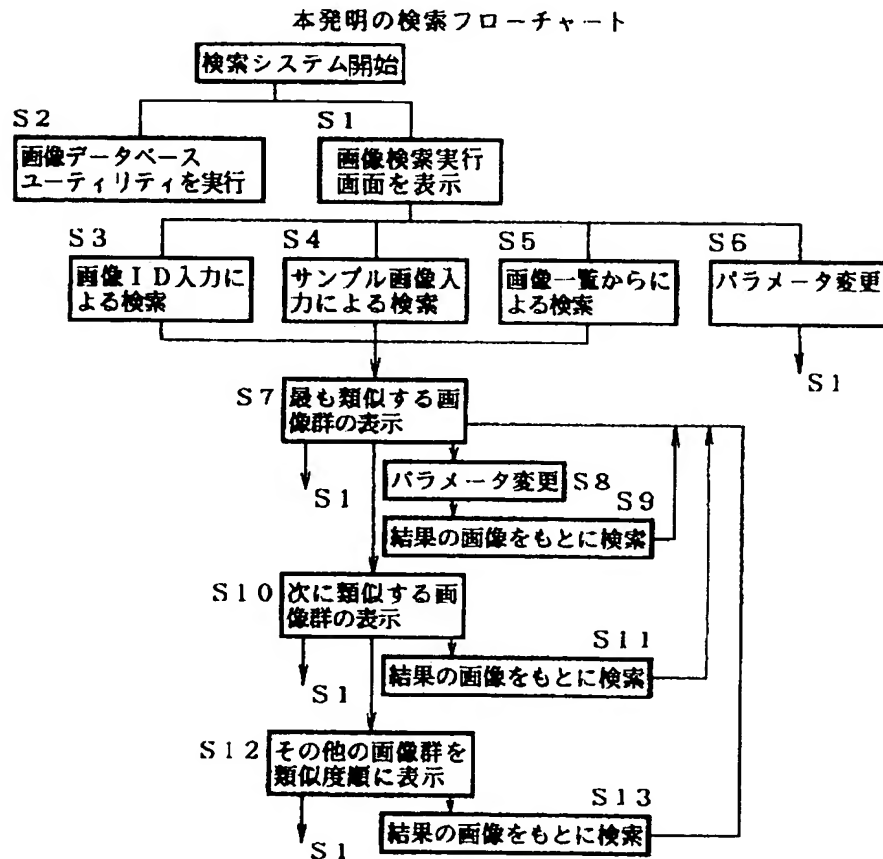 本発明の検索フローチャート
検索システム開始
S2
S1
画像データベース
ユーティリティを実行
画像検索実行
画面を表示
S3
S4
S5
S6
画像ID入力に
よる検索
サンプル画像入
力による検索
画像一覧からに
よる検索
パラメータ変更
S1
S7
最も類似する画
像群の表示
S1
パラメータ変更
S8
S9
結果の画像をもとに検索
S10
次に類似する画
像群の表示
S11
S1
結果の画像をもとに検索
S12
その他の画像群を
類似度順に表示
S13
S1
結果の画像をもとに検索